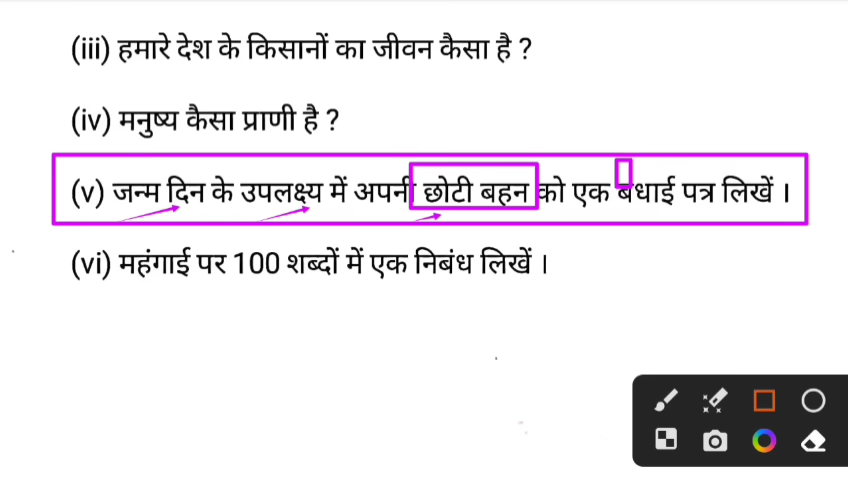 (iii) हमारे देश के किसानों का जीवन कैसा है ?
(iv) मनुष्य कैसा प्राणी है ?
(v) जन्म दिन के उपलक्ष्य में अपनी छोटी बहन को एक बधाई पत्र लिखें ।
(vi) महंगाई पर 100 शब्दों में एक निबंध लिखें ।